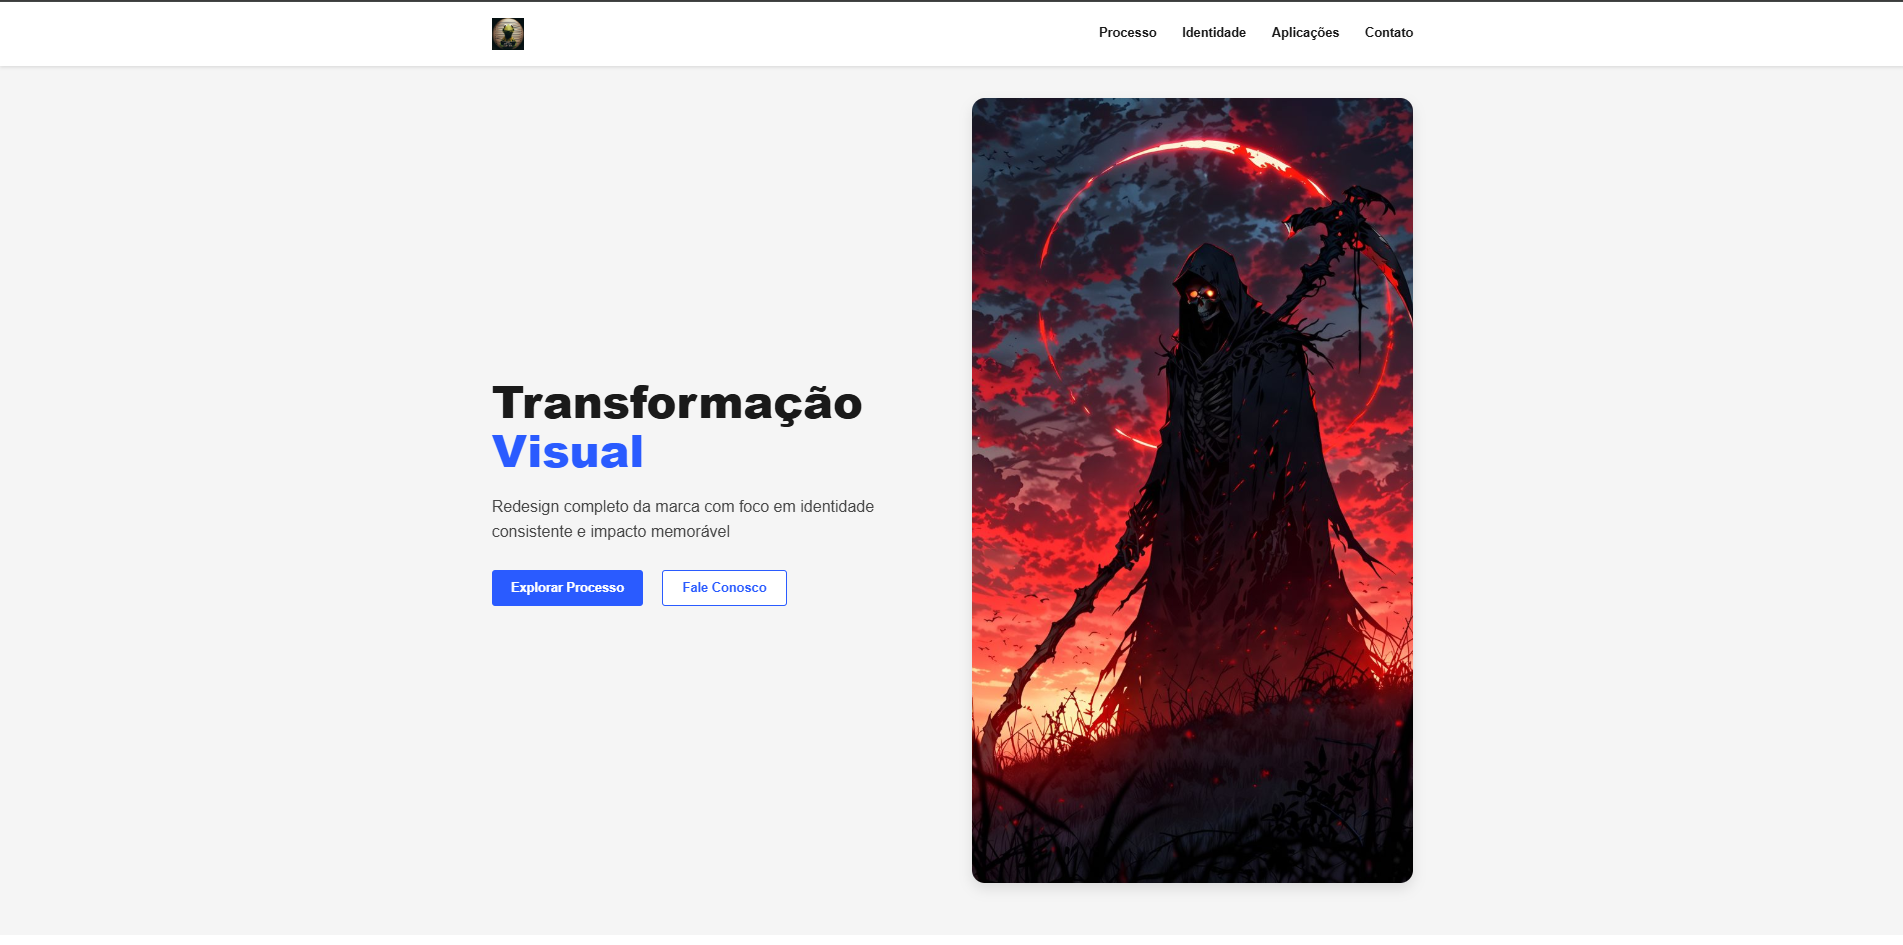 Processo
Identidade
Aplicações
Contato
Transformação
Visual
Redesign completo da marca com foco em identidade
consistente e impacto memorável
Explorar Processo
Fale Conosco